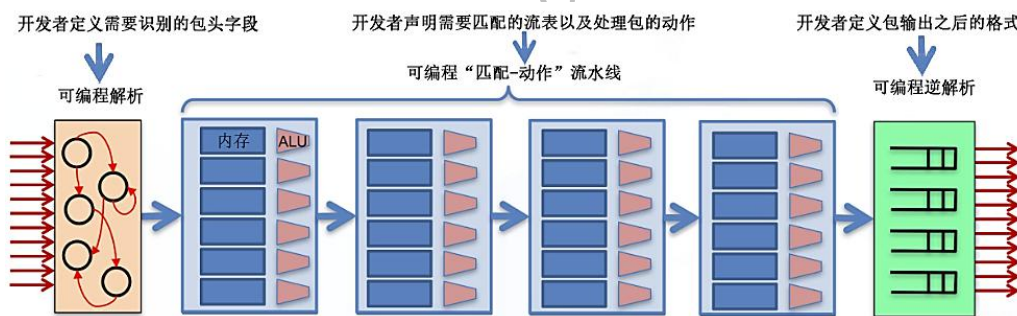 开发者定义需要识别的包头字段
开发者声明需要匹配的流表以及处理包的动作
开发者定义包输出之后的格式
可编程解析
可编程“匹配-动作”流水线
可编程逆解析
内存
ALU